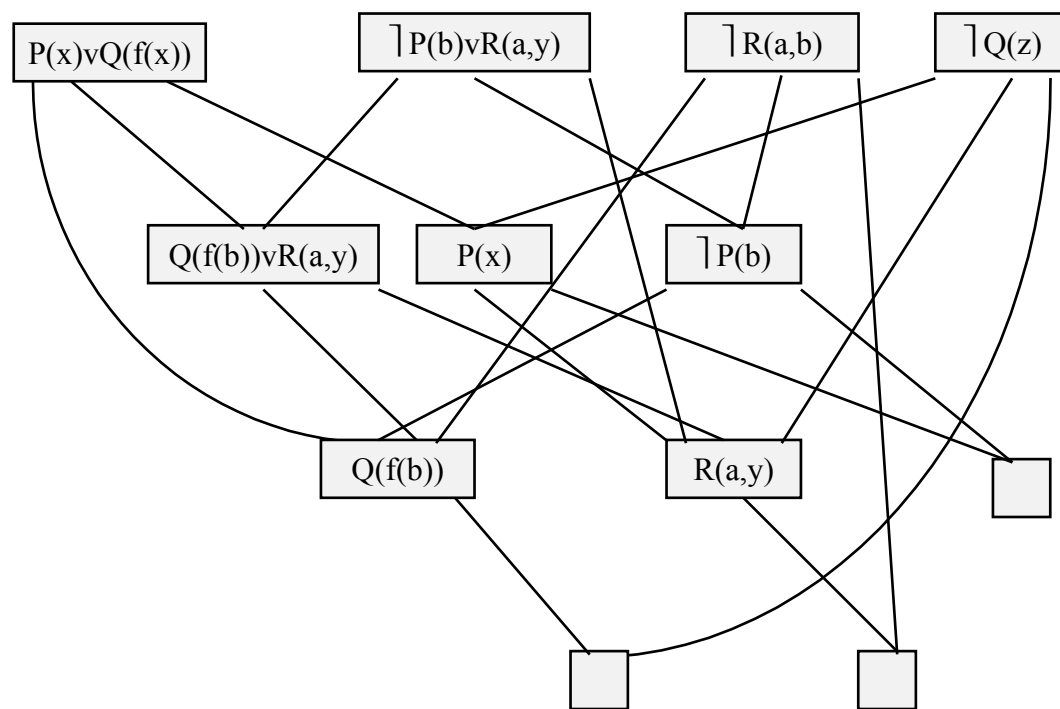 P(x)vQ(f(x))
⏋P(b)vR(a,y)
⏋R(a,b)
⏋Q(z)
Q(f(b))vR(a,y)
P(x)
⏋P(b)
Q(f(b))
R(a,y)